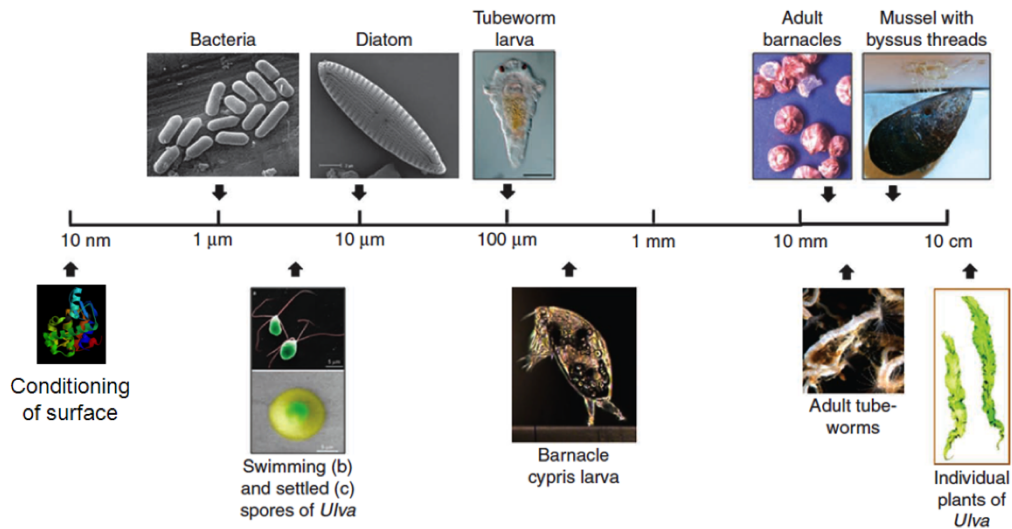 Bacteria
Diatom
Tubeworm
larva
Adult
barnacles
Mussel with
byssus threads
10 nm
1 µm
10 µm
100 µm
1 mm
10 mm
10 cm
Conditioning
of surface
Swimming (b)
and settled (c)
spores of Ulva
Barnacle
cypris larva
Adult tube-
worms
Individual
plants of
Ulva